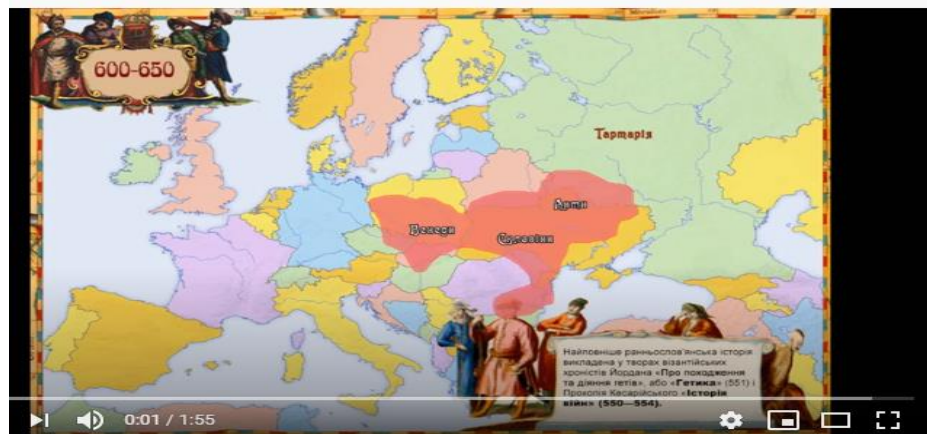 600-650
Тартарія
Анти
Венеди
Склавіни
Найповніше ранньослов'янська історія
викладена у творах візантійських
хроністів Йордана «Про походження
та діяння гетів», або «Гетика» (551) і
Прокопія Кесарійського «Історія
війн» (550—554).
0:01 / 1:55